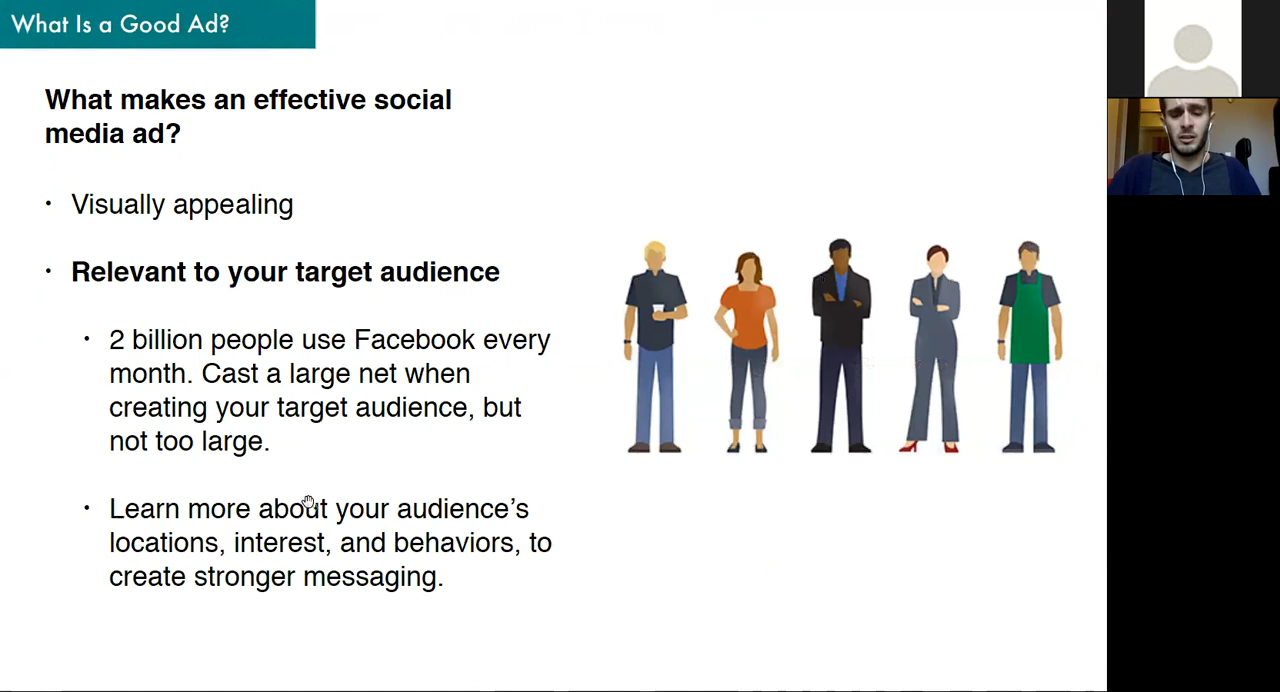 What Is a Good Ad?
What makes an effective social
media ad?
• Visually appealing
• Relevant to your target audience
• 2 billion people use Facebook every
month. Cast a large net when
creating your target audience, but
not too large.
• Learn more about your audience’s
locations, interest, and behaviors, to
create stronger messaging.